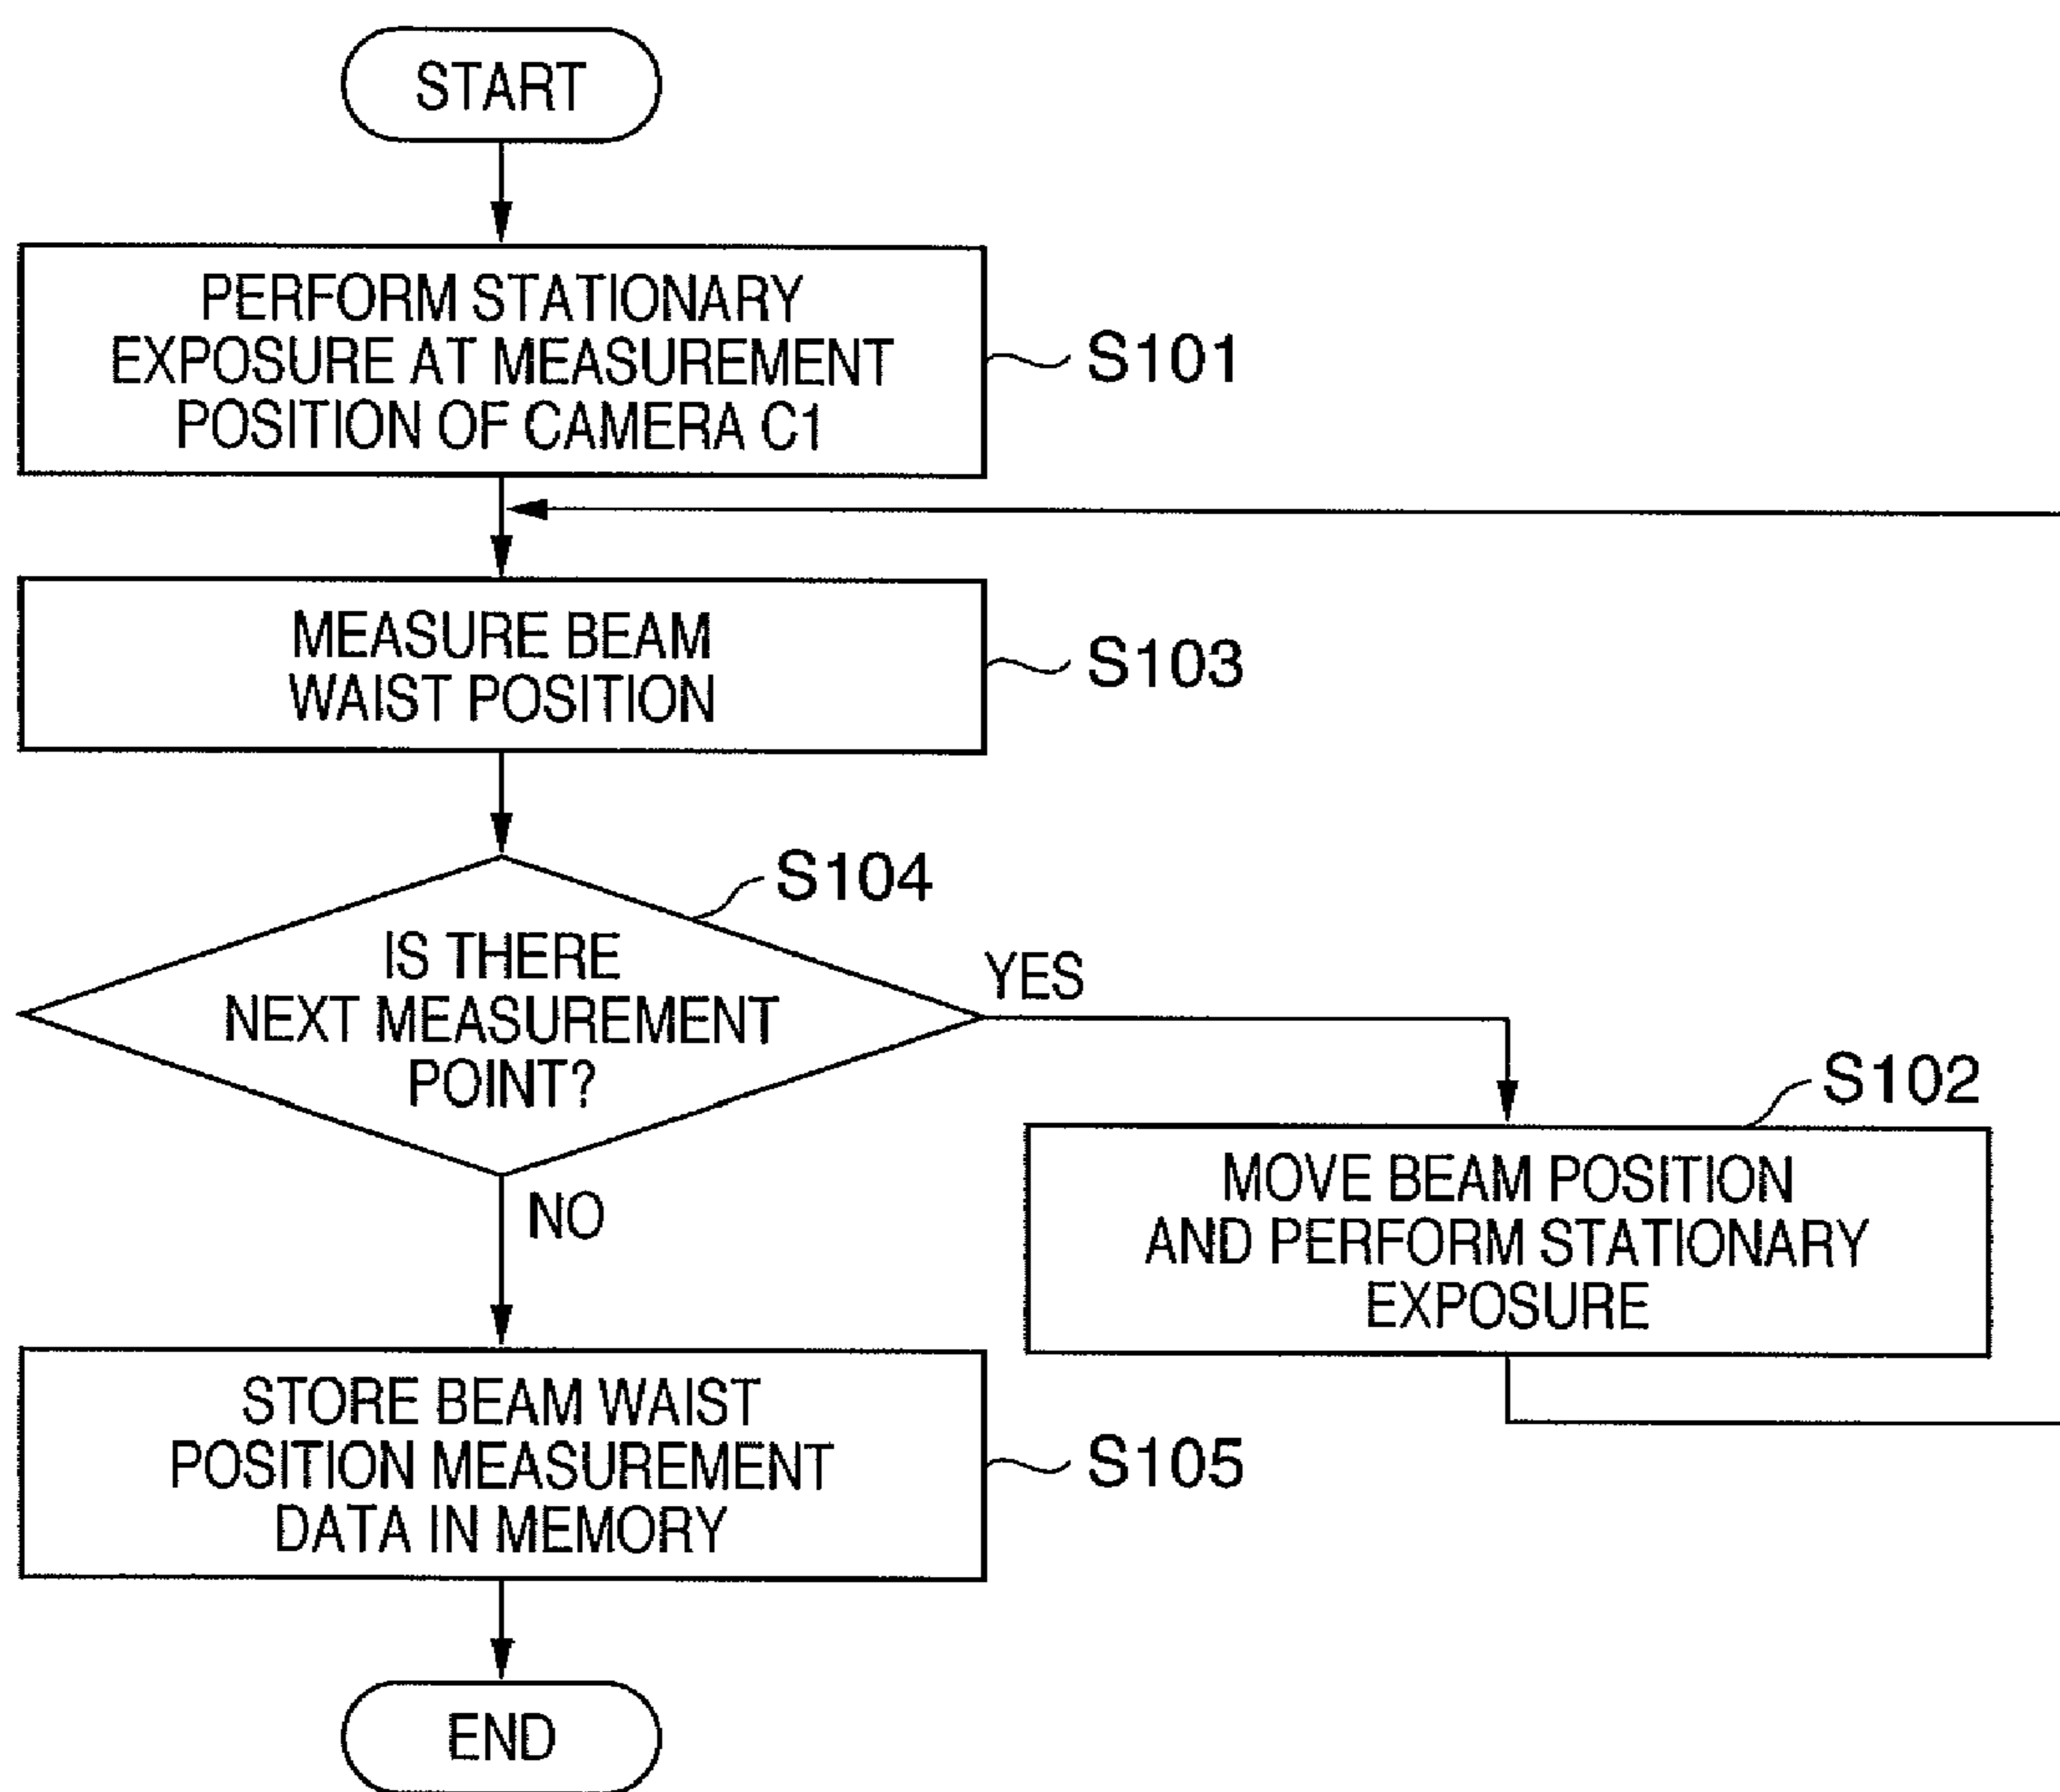 START
PERFORM STATIONARY
EXPOSURE AT MEASUREMENT
POSITION OF CAMERA C1
S101
MEASURE BEAM
WAIST POSITION
S103
S104
IS THERE
NEXT MEASUREMENT
POINT?
YES
NO
S102
MOVE BEAM POSITION
AND PERFORM STATIONARY
EXPOSURE
STORE BEAM WAIST
POSITION MEASUREMENT
DATA IN MEMORY
S105
END